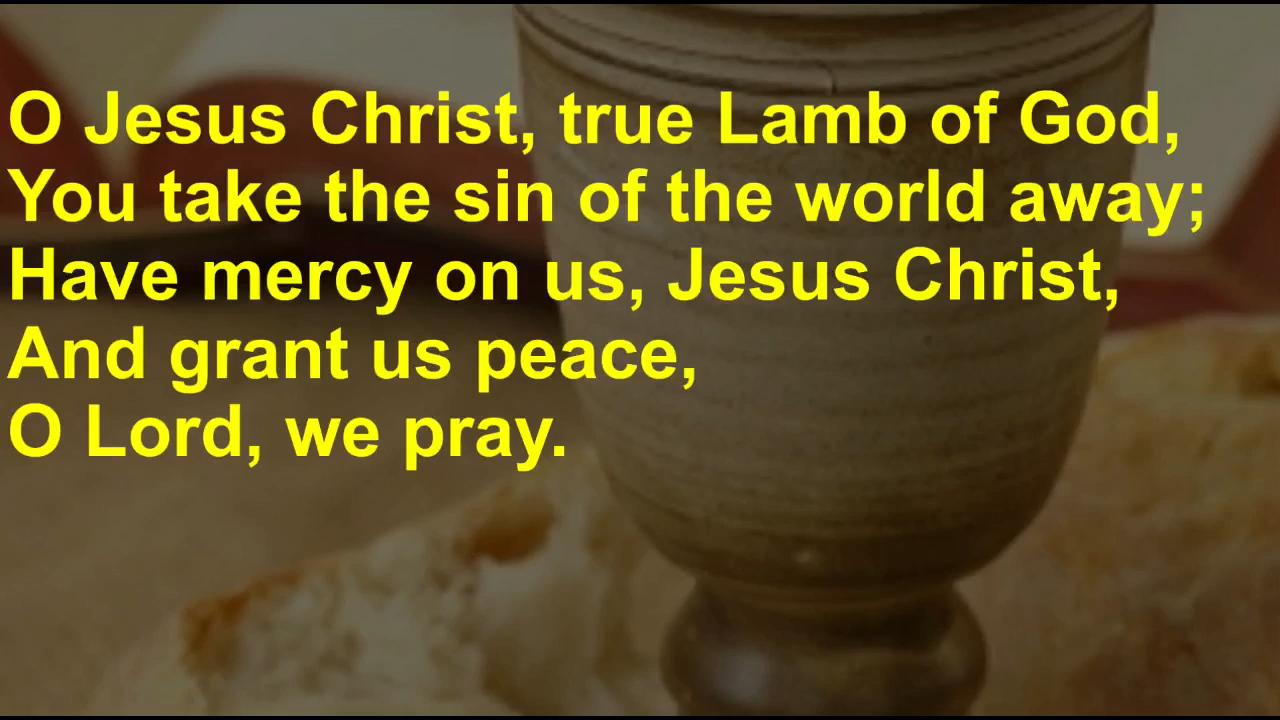 O Jesus Christ, true Lamb of God,
You take the sin of the world away;
Have mercy on us, Jesus Christ,
And grant us peace,
O Lord, we pray.